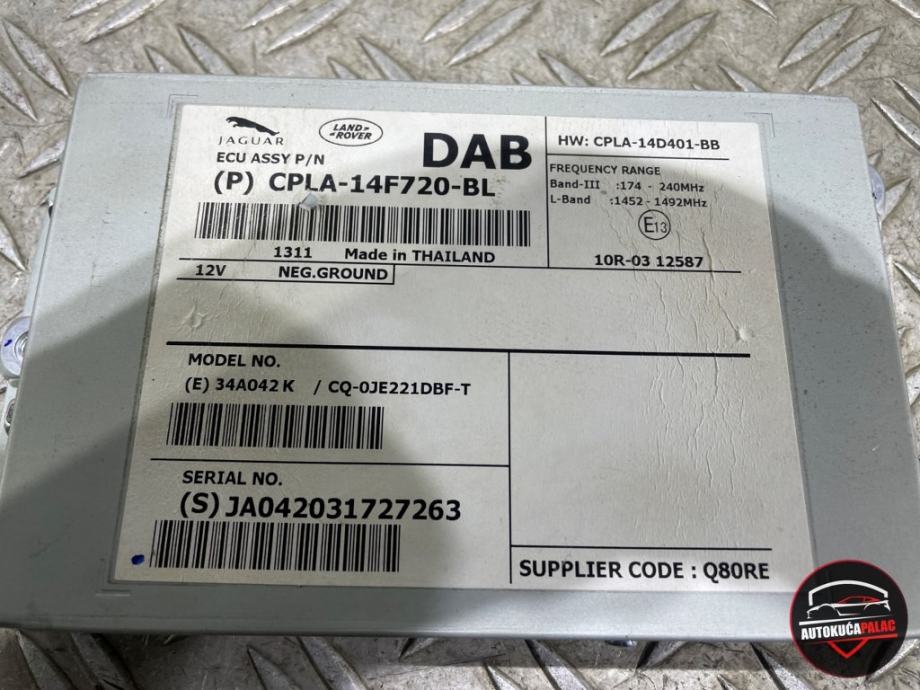 JAGUAR
LAND ROVER
DAB
ECU ASSY P/N
(P) CPLA-14F720-BL
1311 Made in THAILAND
12V NEG.GROUND
HW: CPLA-14D401-BB
FREQUENCY RANGE
Band-III :174 - 240MHz
L-Band :1452 - 1492MHz
E13
10R-03 12587
MODEL NO.
(E) 34A042 K / CQ-0JE221DBF-T
SERIAL NO.
(S) JA042031727263
SUPPLIER CODE : Q80RE
AUTOKUĆAPALAC